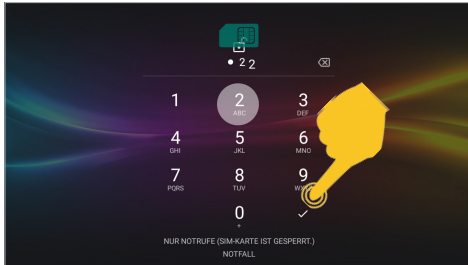 • 2 2
1 2 3
ABC DEF
4 5 6
GHI JKL MNO
7 8 9
PQRS TUV WXYZ
0
+
NUR NOTRUFE (SIM-KARTE IST GESPERRT.)
NOTFALL